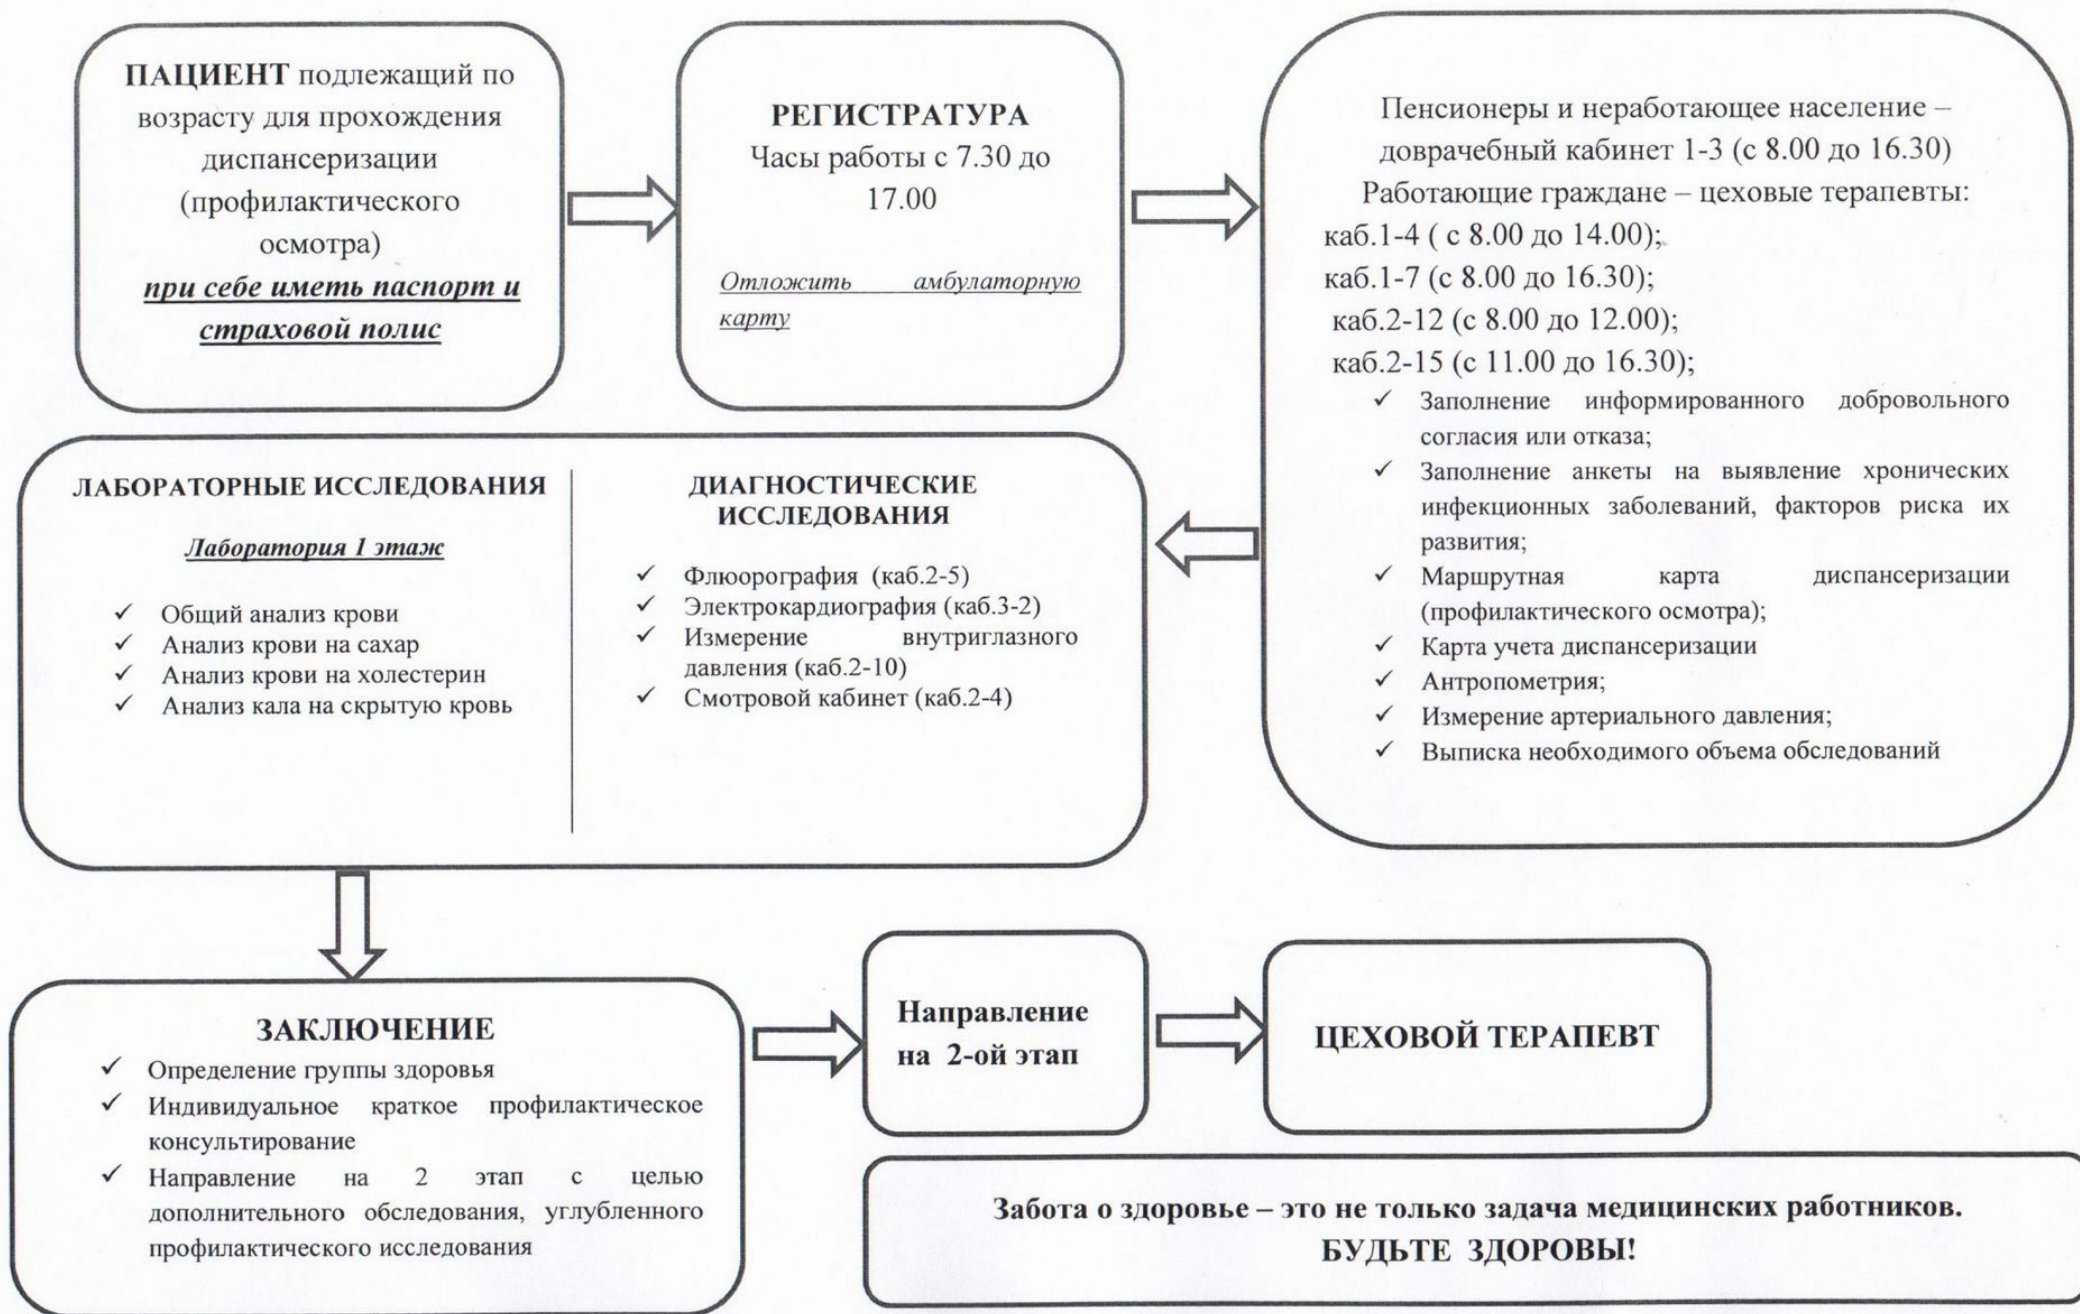 ПАЦИЕНТ подлежащий по
возрасту для прохождения
диспансеризации
(профилактического
осмотра)
при себе иметь паспорт и
страховой полис
РЕГИСТРАТУРА
Часы работы с 7.30 до
17.00
Отложить амбулаторную
карту
Пенсионеры и неработающее население –
доврачебный кабинет 1-3 (с 8.00 до 16.30)
Работающие граждане – цеховые терапевты:
каб.1-4 ( с 8.00 до 14.00);
каб.1-7 (с 8.00 до 16.30);
каб.2-12 (с 8.00 до 12.00);
каб.2-15 (с 11.00 до 16.30);
✓ Заполнение информированного добровольного
согласия или отказа;
✓ Заполнение анкеты на выявление хронических
инфекционных заболеваний, факторов риска их
развития;
✓ Маршрутная карта диспансеризации
(профилактического осмотра);
✓ Карта учета диспансеризации
✓ Антропометрия;
✓ Измерение артериального давления;
✓ Выписка необходимого объема обследований
ЛАБОРАТОРНЫЕ ИССЛЕДОВАНИЯ
Лаборатория 1 этаж
✓ Общий анализ крови
✓ Анализ крови на сахар
✓ Анализ крови на холестерин
✓ Анализ кала на скрытую кровь
ДИАГНОСТИЧЕСКИЕ
ИССЛЕДОВАНИЯ
✓ Флюорография (каб.2-5)
✓ Электрокардиография (каб.3-2)
✓ Измерение внутриглазного
давления (каб.2-10)
✓ Смотровой кабинет (каб.2-4)
ЗАКЛЮЧЕНИЕ
✓ Определение группы здоровья
✓ Индивидуальное краткое профилактическое
консультирование
✓ Направление на 2 этап с целью
дополнительного обследования, углубленного
профилактического исследования
Направление
на 2-ой этап
ЦЕХОВОЙ ТЕРАПЕВТ
Забота о здоровье – это не только задача медицинских работников.
БУДЬТЕ ЗДОРОВЫ!